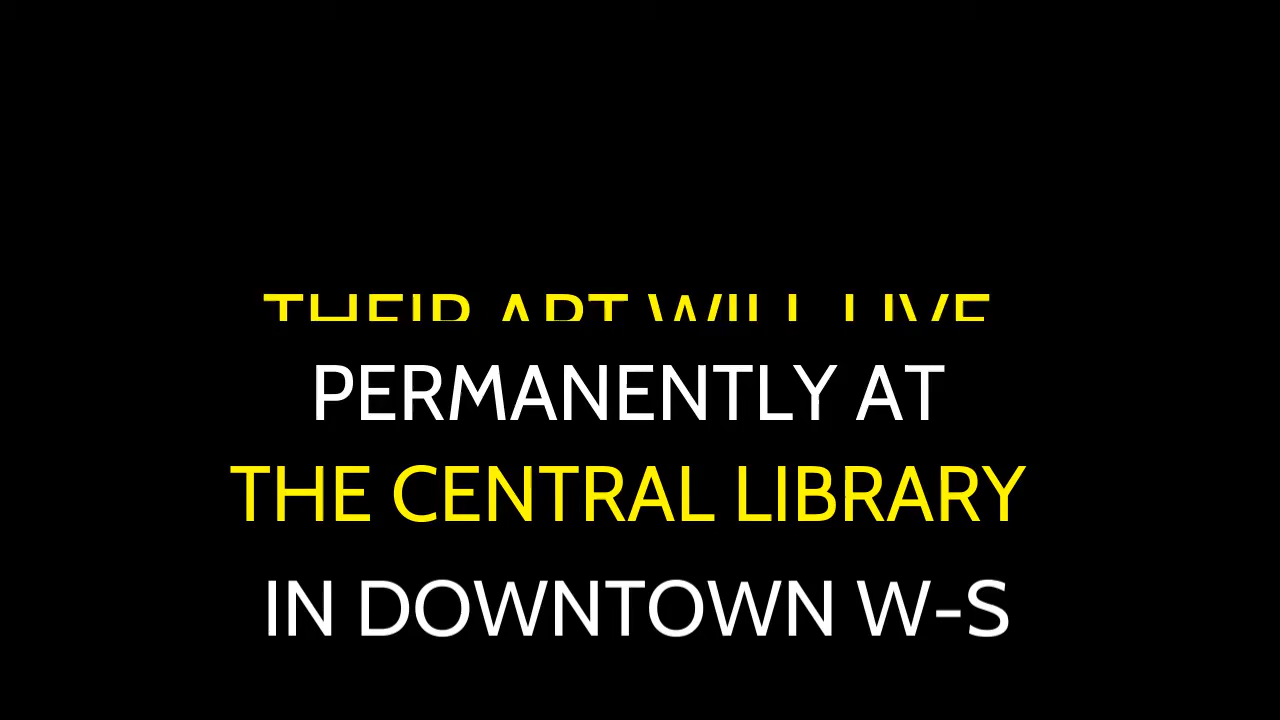 THEIR ART WILL LIVE
PERMANENTLY AT
THE CENTRAL LIBRARY
IN DOWNTOWN W-S